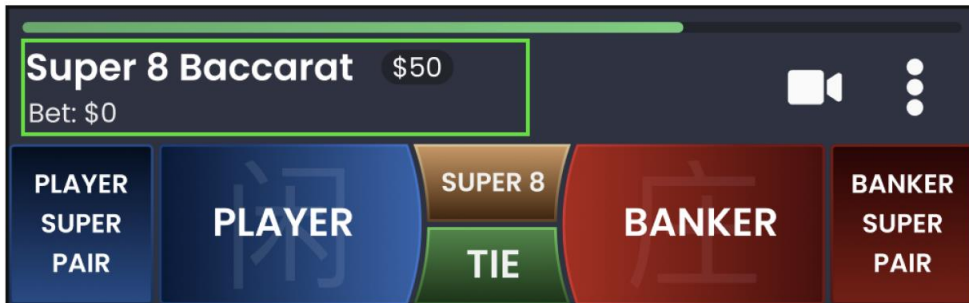 Super 8 Baccarat $50
Bet: $0
PLAYER
SUPER
PAIR
闲
PLAYER
SUPER 8
TIE
庄
BANKER
BANKER
SUPER
PAIR